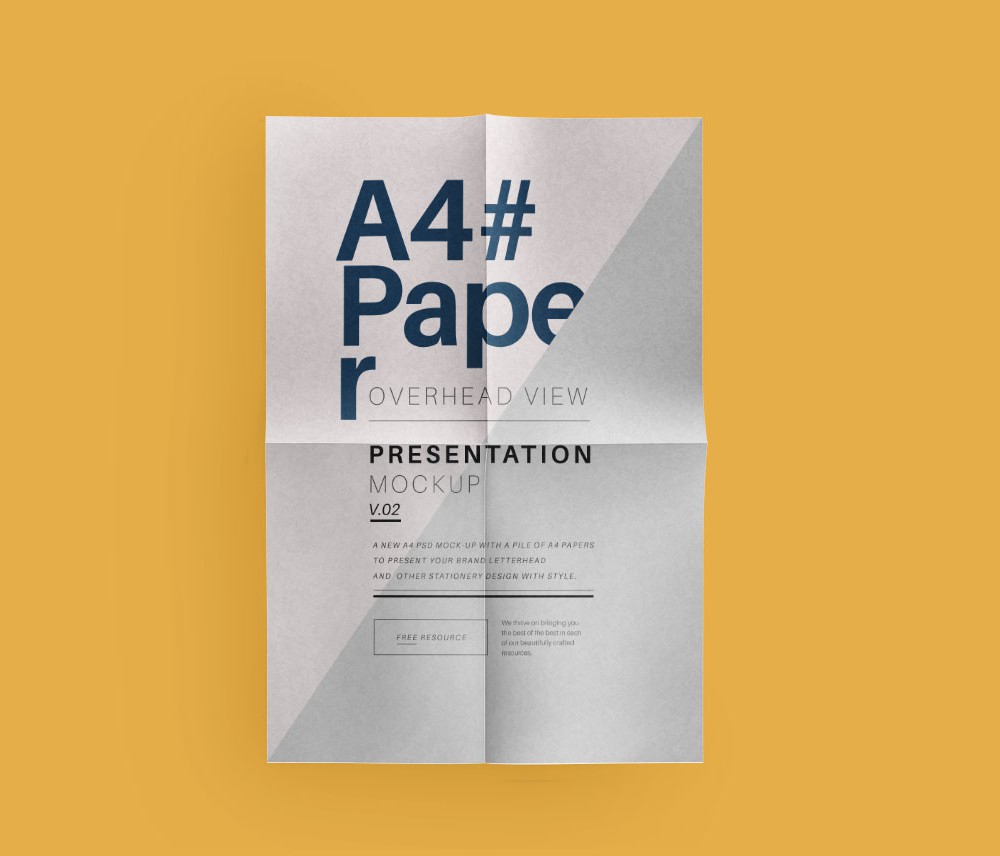 A4#
Pape
r
OVERHEAD VIEW
PRESENTATION
MOCKUP
V.02
A NEW A4 PSD MOCK-UP WITH A PILE OF A4 PAPERS
TO PRESENT YOUR BRAND LETTERHEAD
AND OTHER STATIONERY DESIGN WITH STYLE.
FREE RESOURCE
We thrive on bringing you
the best of the best in each
of our beautifully crafted
resources.